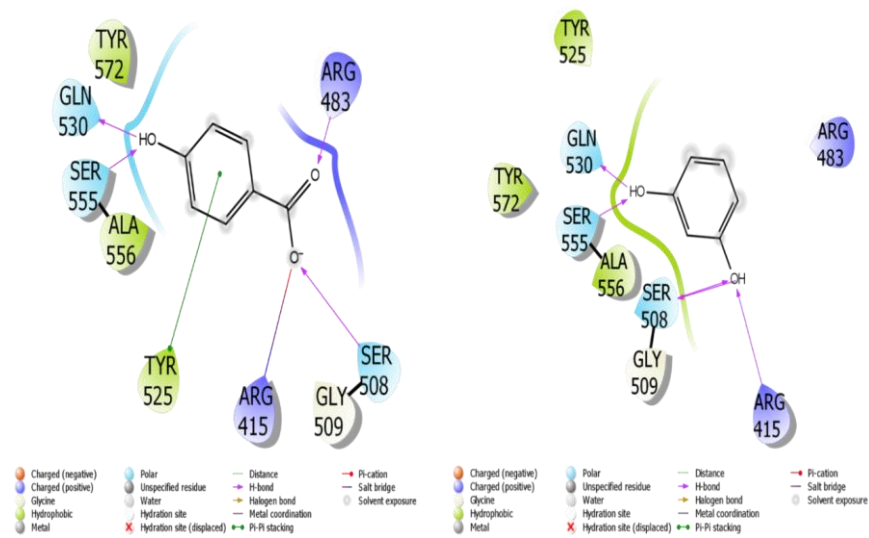 TYR
572
GLN
530
HO
SER
555
ALA
556
ARG
483
O
O⁻
TYR
525
ARG
415
GLY
509
SER
508
Charged (negative)
Charged (positive)
Glycine
Hydrophobic
Metal
Polar
Unspecified residue
Water
Hydration site
Hydration site (displaced)
Distance
H-bond
Halogen bond
Metal coordination
Pi-Pi stacking
Pi-cation
Salt bridge
Solvent exposure
TYR
525
GLN
530
ARG
483
TYR
572
HO
SER
555
ALA
556
SER
508
OH
GLY
509
ARG
415
Charged (negative)
Charged (positive)
Glycine
Hydrophobic
Metal
Polar
Unspecified residue
Water
Hydration site
Hydration site (displaced)
Distance
H-bond
Halogen bond
Metal coordination
Pi-Pi stacking
Pi-cation
Salt bridge
Solvent exposure